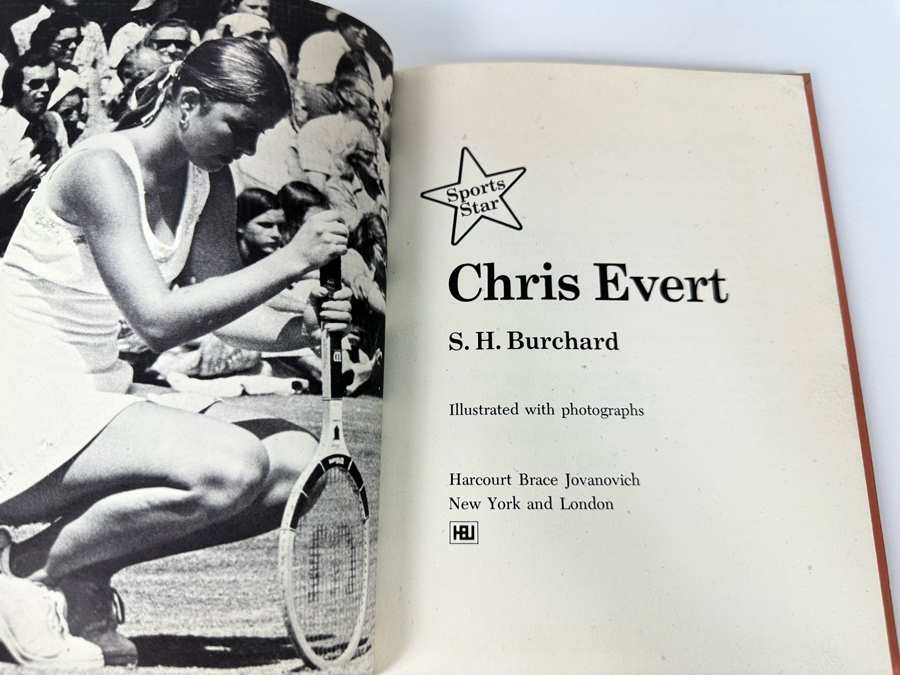 Sports
Star
Chris Evert
S. H. Burchard
Illustrated with photographs
Harcourt Brace Jovanovich
New York and London
HBJ